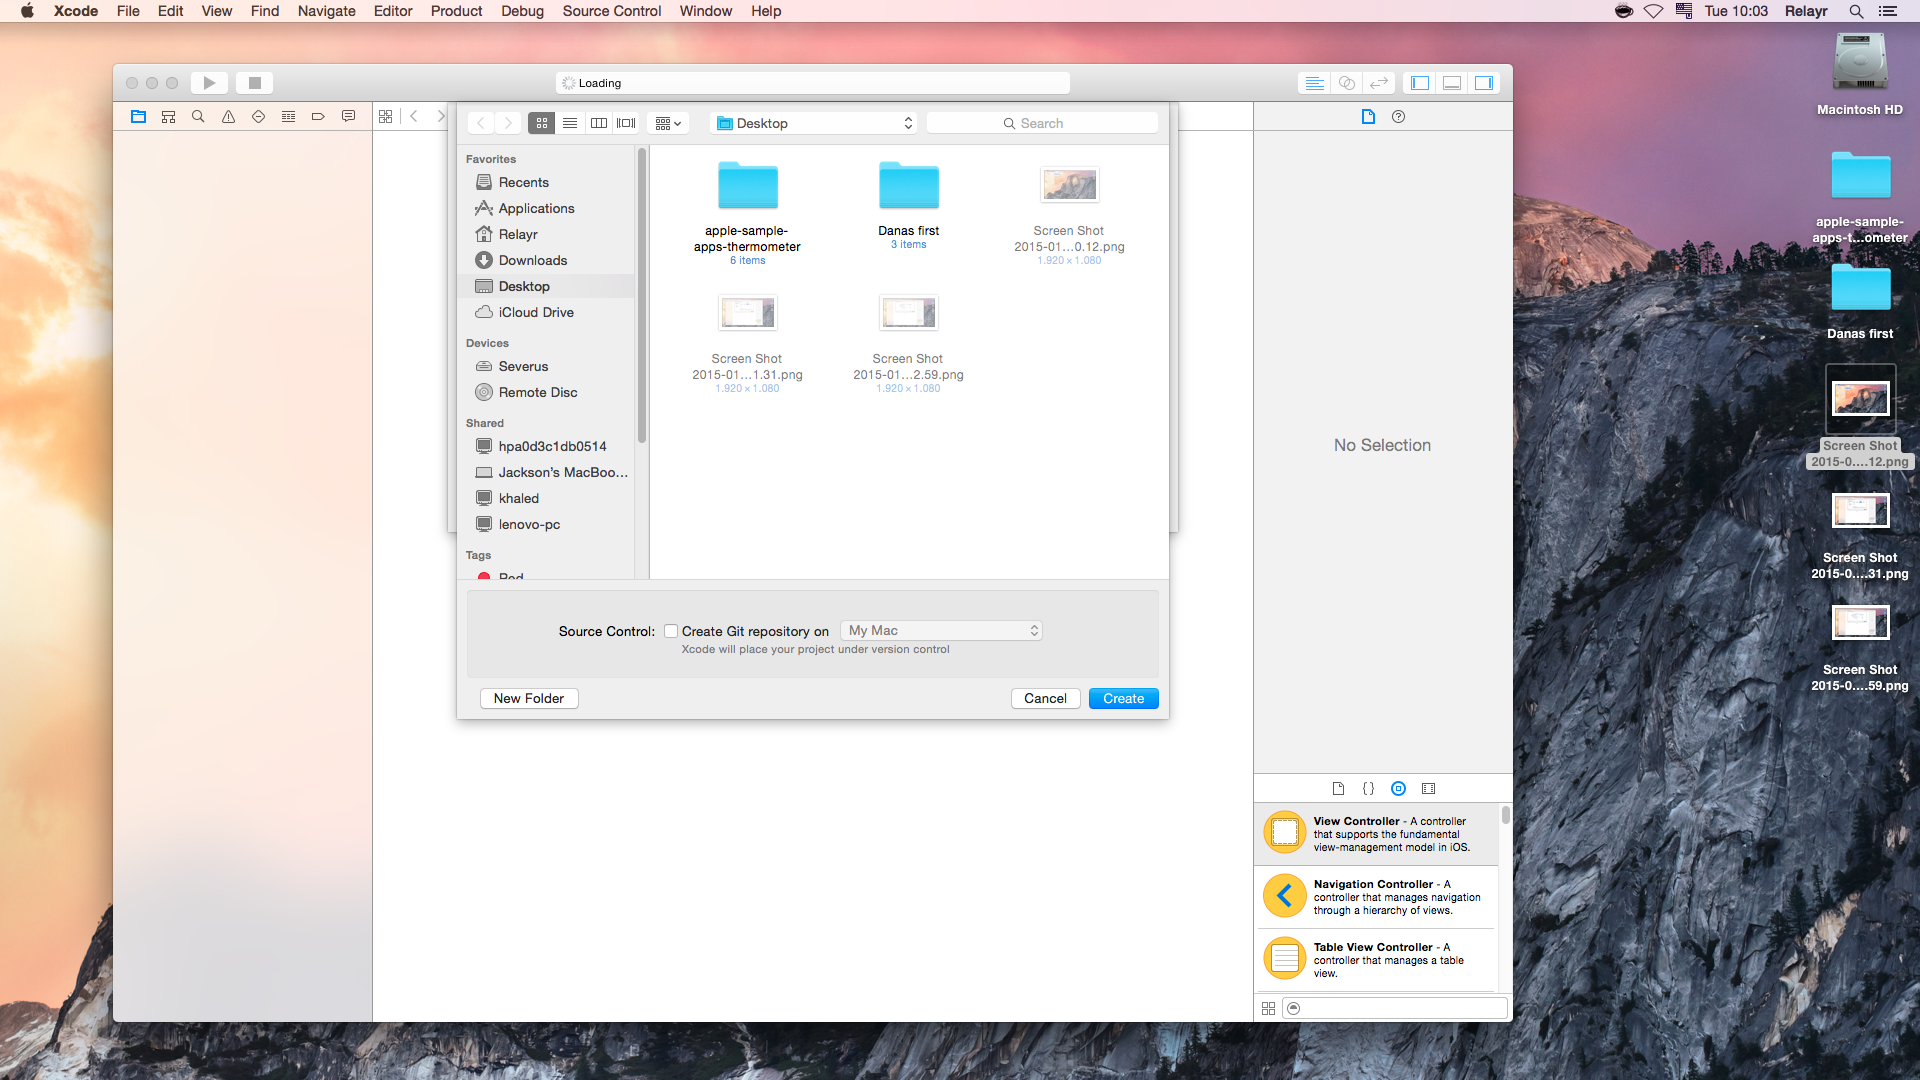 Xcode File Edit View Find Navigate Editor Product Debug Source Control Window Help
Tue 10:03 Relayr
Loading
Desktop
Search
Favorites
Recents
Applications
Relayr
Downloads
Desktop
iCloud Drive
Devices
Severus
Remote Disc
Shared
hpa0d3c1db0514
Jackson's MacBoo...
khaled
lenovo-pc
Tags
Red
apple-sample-
apps-thermometer
6 items
Danas first
3 items
Screen Shot
2015-01...0.12.png
1.920 × 1.080
Screen Shot
2015-01...1.31.png
1.920 × 1.080
Screen Shot
2015-01...2.59.png
1.920 × 1.080
Source Control: Create Git repository on My Mac
Xcode will place your project under version control
New Folder
Cancel
Create
No Selection
View Controller - A controller
that supports the fundamental
view-management model in iOS.
Navigation Controller - A
controller that manages navigation
through a hierarchy of views.
Table View Controller - A
controller that manages a table
view.
Macintosh HD
apple-sample-
apps-t...ometer
Danas first
Screen Shot
2015-0....12.png
Screen Shot
2015-0....31.png
Screen Shot
2015-0....59.png